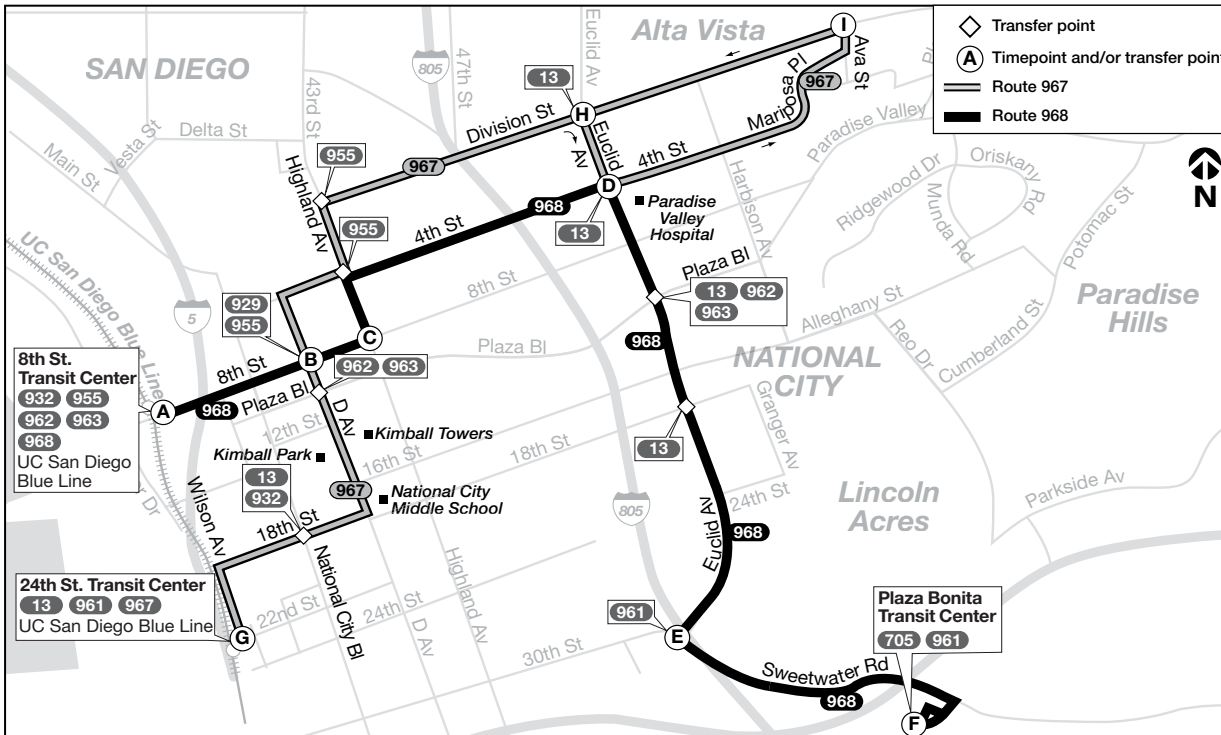 Transfer point
A
Timepoint and/or transfer point
Route 967
Route 968
N
SAN DIEGO
Alta Vista
Paradise
Hills
NATIONAL
CITY
Lincoln
Acres
805
47th St
Euclid Av
43rd St
Delta St
Vesta St
Main St
13
I
Ava St
967
Mariposa Pl
Paradise Valley
H
Division St
Euclid
Av
4th St
Harbison Av
Ridgewood Dr
Oriskany
Rd
Munda Rd
Potomac St
967
955
Highland Av
D
968
13
Paradise
Valley
Hospital
4th St
955
8th St
Plaza Bl
13 962
963
Alleghany St
Reo Dr
Cumberland St
UC San Diego Blue Line
5
929
955
C
B
Plaza Bl
968
962 963
8th St
8th St.
Transit Center
932 955
962 963
968
UC San Diego
Blue Line
A
968
Plaza Bl
D Av
12th St
Kimball Towers
Kimball Park
16th St
18th St
Granger Av
13
967
National City
Middle School
13
932
18th St
24th St
805
Euclid Av
968
Parkside Av
Wilson Av
National City Bl
Highland Av
24th St. Transit Center
13 961 967
UC San Diego Blue Line
G
22nd St
24th St
D Av
30th St
961
E
Plaza Bonita
Transit Center
705 961
Sweetwater Rd
968
F